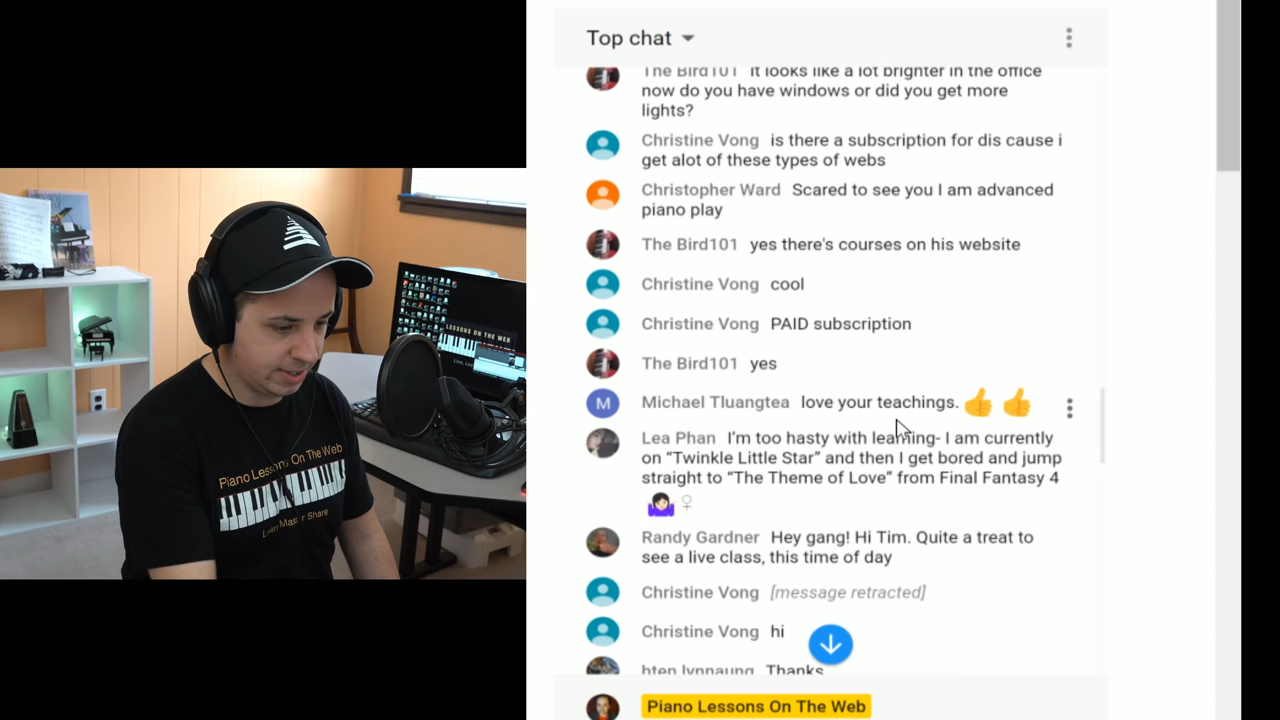 Top chat
The Bird101 It looks like a lot brighter in the office
now do you have windows or did you get more
lights?
Christine Vong is there a subscription for dis cause i
get alot of these types of webs
Christopher Ward Scared to see you I am advanced
piano play
The Bird101 yes there's courses on his website
Christine Vong cool
Christine Vong PAID subscription
The Bird101 yes
M Michael Tluangtea love your teachings. 👍 👍
Lea Phan I'm too hasty with learning- I am currently
on “Twinkle Little Star” and then I get bored and jump
straight to “The Theme of Love” from Final Fantasy 4
🤷🏻 ♀
Randy Gardner Hey gang! Hi Tim. Quite a treat to
see a live class, this time of day
Christine Vong [message retracted]
Christine Vong hi
hten lynnaung Thanks
Piano Lessons On The Web
LESSONS ON THE WEB
Piano Lessons On The Web
Learn Master Share